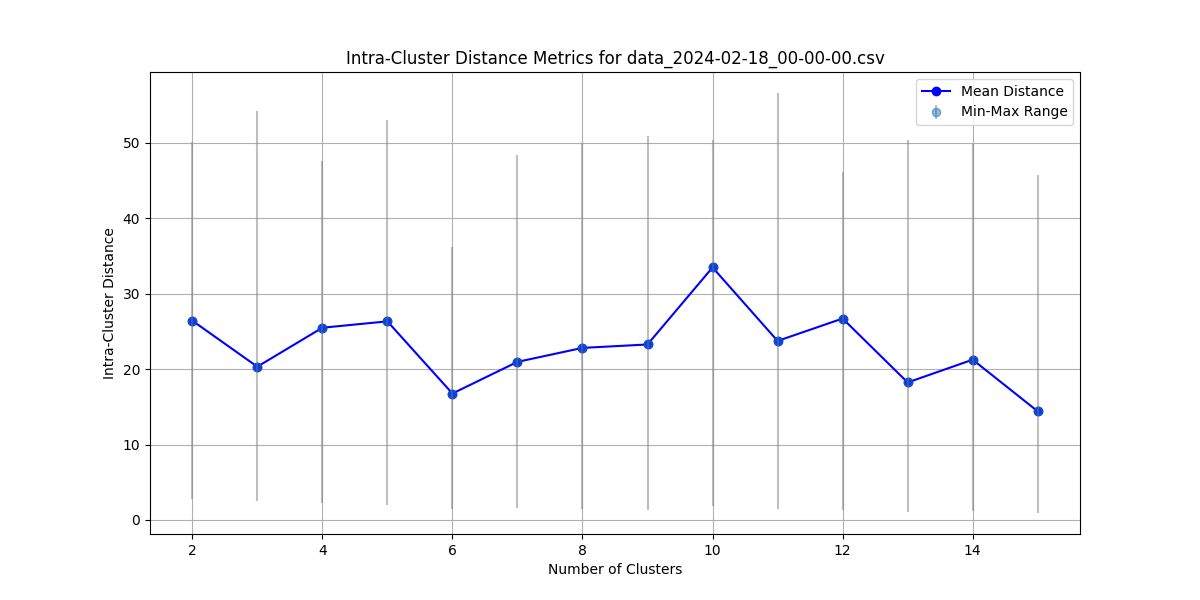 Intra-Cluster Distance Metrics for data_2024-02-18_00-00-00.csv
Mean Distance
Min-Max Range
Intra-Cluster Distance
50
40
30
20
10
0
2 4 6 8 10 12 14
Number of Clusters